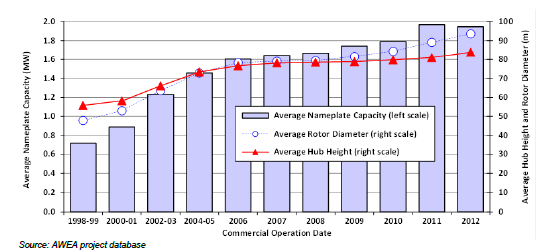 Average Nameplate Capacity (MW)
2.0
1.8
1.6
1.4
1.2
1.0
0.8
0.6
0.4
0.2
0.0
Average Nameplate Capacity (left scale)
Average Rotor Diameter (right scale)
Average Hub Height (right scale)
100
90
80
70
60
50
40
30
20
10
0
Average Hub Height and Rotor Diameter (m)
1998-99 2000-01 2002-03 2004-05 2006 2007 2008 2009 2010 2011 2012
Commercial Operation Date
Source: AWEA project database